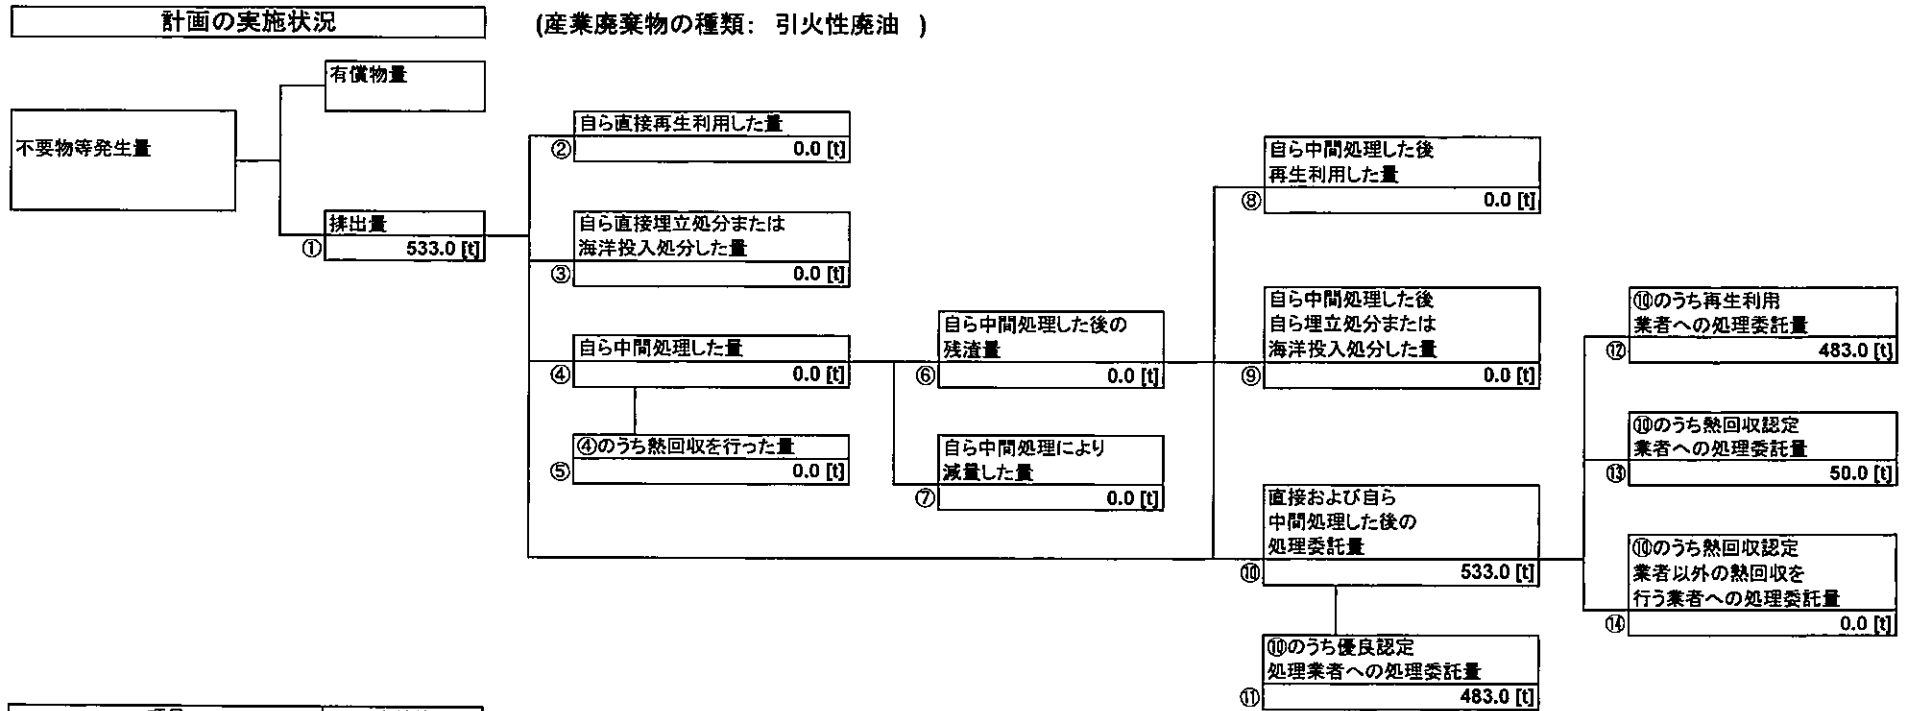 計画の実施状況
(産業廃棄物の種類： 引火性廃油 )
有償物量
不要物等発生量
排出量
① 533.0 [t]
自ら直接再生利用した量
② 0.0 [t]
自ら直接埋立処分または
海洋投入処分した量
③ 0.0 [t]
自ら中間処理した量
④ 0.0 [t]
④のうち熱回収を行った量
⑤ 0.0 [t]
自ら中間処理した後の
残渣量
⑥ 0.0 [t]
自ら中間処理により
減量した量
⑦ 0.0 [t]
自ら中間処理した後
再生利用した量
⑧ 0.0 [t]
自ら中間処理した後
自ら埋立処分または
海洋投入処分した量
⑨ 0.0 [t]
直接および自ら
中間処理した後の
処理委託量
⑩ 533.0 [t]
⑩のうち優良認定
処理業者への処理委託量
⑪ 483.0 [t]
⑩のうち再生利用
業者への処理委託量
⑫ 483.0 [t]
⑩のうち熱回収認定
業者への処理委託量
⑬ 50.0 [t]
⑩のうち熱回収認定
業者以外の熱回収を
行う業者への処理委託量
⑭ 0.0 [t]